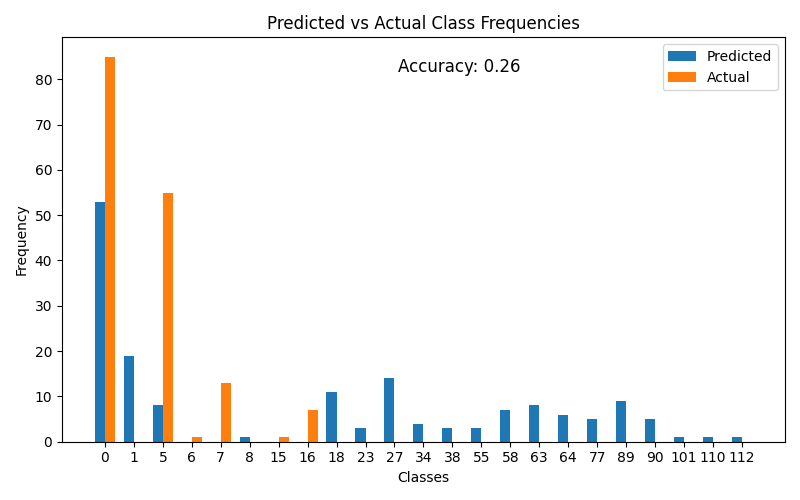 Predicted vs Actual Class Frequencies
Accuracy: 0.26
Predicted
Actual
Frequency
80
70
60
50
40
30
20
10
0
0 1 5 6 7 8 15 16 18 23 27 34 38 55 58 63 64 77 89 90 101 110 112
Classes